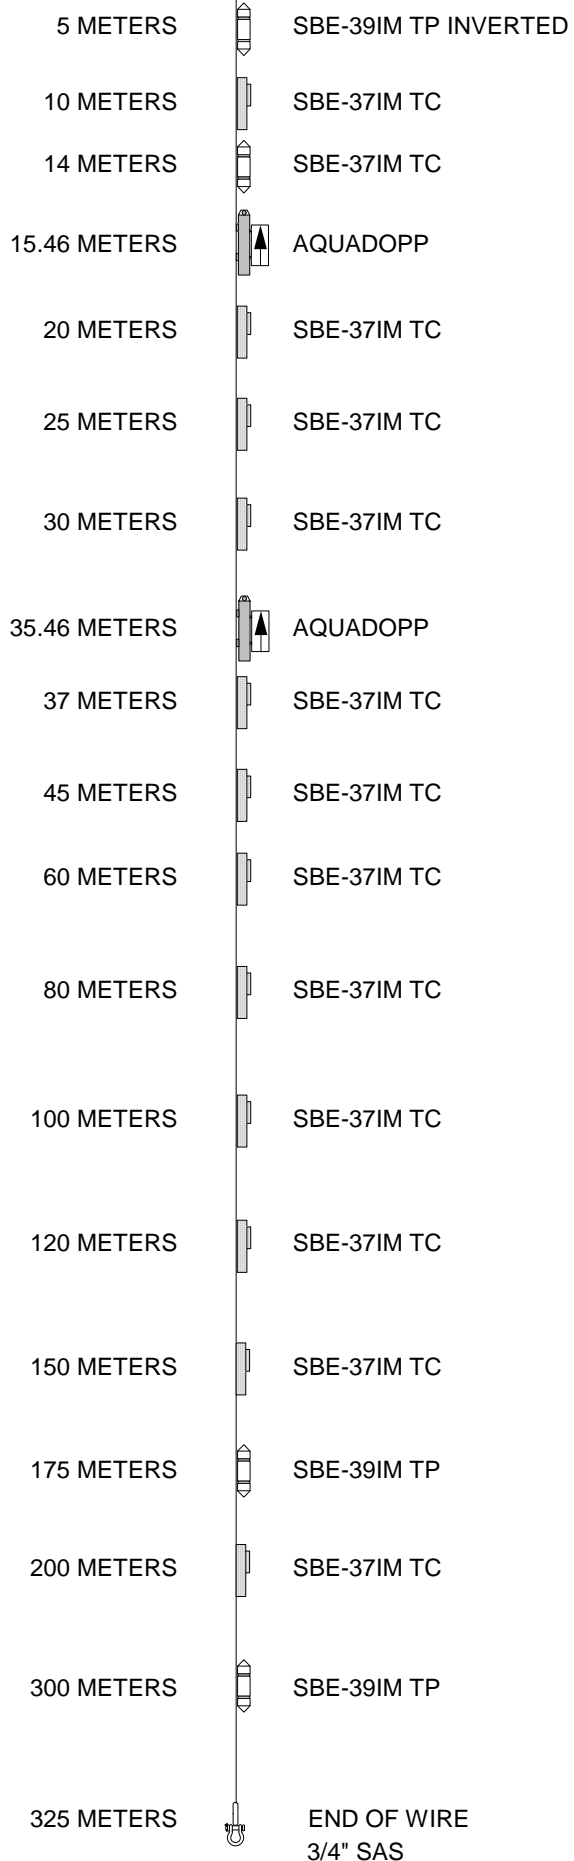 5 METERS SBE-39IM TP INVERTED
10 METERS SBE-37IM TC
14 METERS SBE-37IM TC
15.46 METERS AQUADOPP
20 METERS SBE-37IM TC
25 METERS SBE-37IM TC
30 METERS SBE-37IM TC
35.46 METERS AQUADOPP
37 METERS SBE-37IM TC
45 METERS SBE-37IM TC
60 METERS SBE-37IM TC
80 METERS SBE-37IM TC
100 METERS SBE-37IM TC
120 METERS SBE-37IM TC
150 METERS SBE-37IM TC
175 METERS SBE-39IM TP
200 METERS SBE-37IM TC
300 METERS SBE-39IM TP
325 METERS END OF WIRE
3/4" SAS